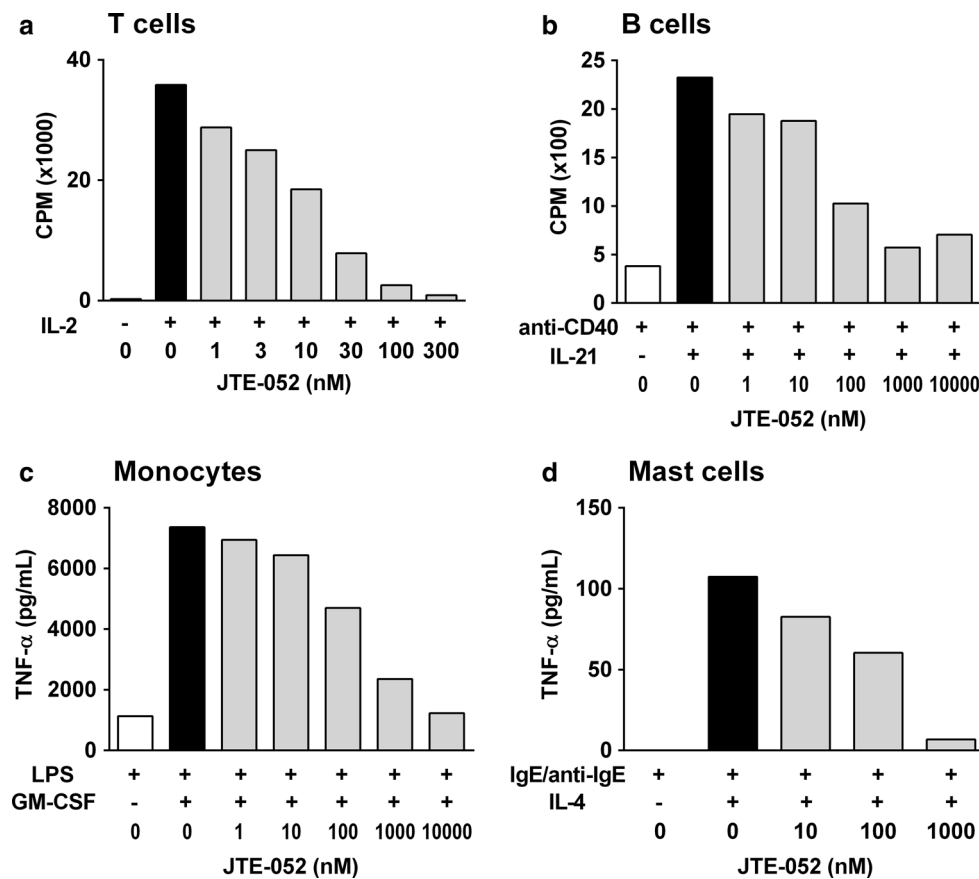 a T cells
40
20
0
CPM (x1000)
IL-2 - + + + + + + +
0 0 1 3 10 30 100 300
JTE-052 (nM)
b B cells
25
20
15
10
5
0
CPM (x100)
anti-CD40 + + + + + + +
IL-21 - + + + + + +
0 0 1 10 100 1000 10000
JTE-052 (nM)
c Monocytes
8000
6000
4000
2000
0
TNF-α (pg/mL)
LPS + + + + + + +
GM-CSF - + + + + + +
0 0 1 10 100 1000 10000
JTE-052 (nM)
d Mast cells
150
100
50
0
TNF-α (pg/mL)
IgE/anti-IgE + + + + +
IL-4 - + + + +
0 0 10 100 1000
JTE-052 (nM)